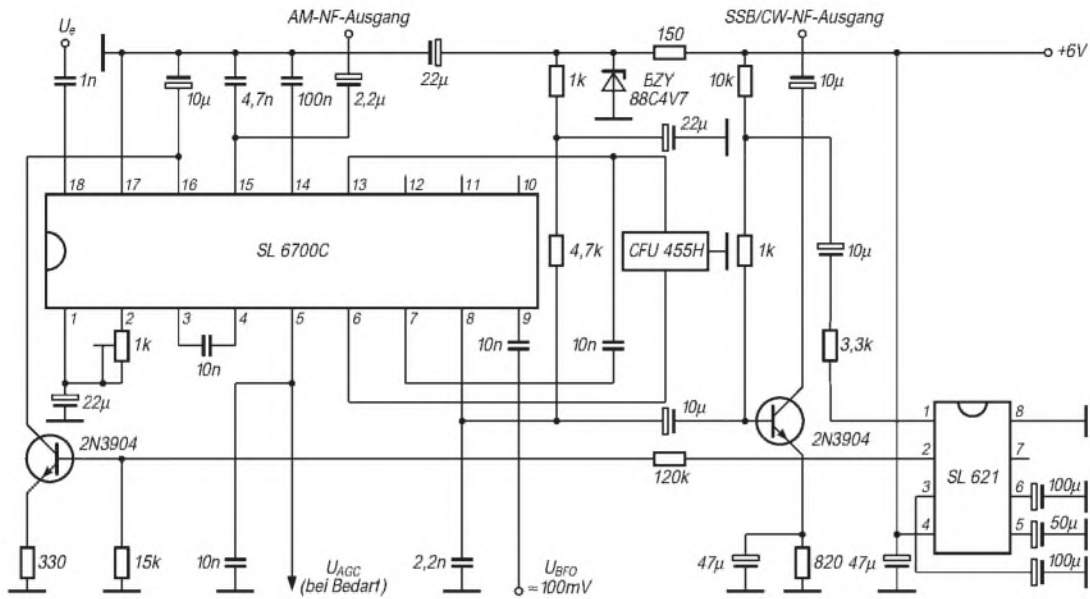 U_e
AM-NF-Ausgang
SSB/CW-NF-Ausgang
150
+6V
1n
10µ
4,7n
100n
2,2µ
22µ
1k
BZY
88C4V7
10k
10µ
22µ
18
17
16
15
14
13
12
11
10
SL 6700C
4,7k
CFU 455H
1k
10µ
1
2
3
4
5
6
7
8
9
1k
10n
10n
10n
3,3k
22µ
10µ
2N3904
2N3904
120k
1
2
3
4
SL 621
8
7
6
5
100µ
50µ
100µ
330
15k
10n
U_AGC
(bei Bedarf)
2,2n
U_BFO
≈100mV
47µ
820
47µ